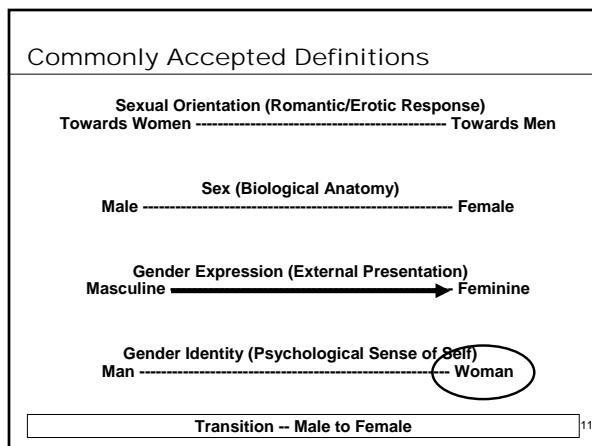 Commonly Accepted Definitions
Sexual Orientation (Romantic/Erotic Response)
Towards Women ---------------------------------------------- Towards Men
Sex (Biological Anatomy)
Male --------------------------------------------------------- Female
Gender Expression (External Presentation)
Masculine - Feminine
Gender Identity (Psychological Sense of Self)
Man --------------------------------------------------------- Woman
Transition -- Male to Female
11